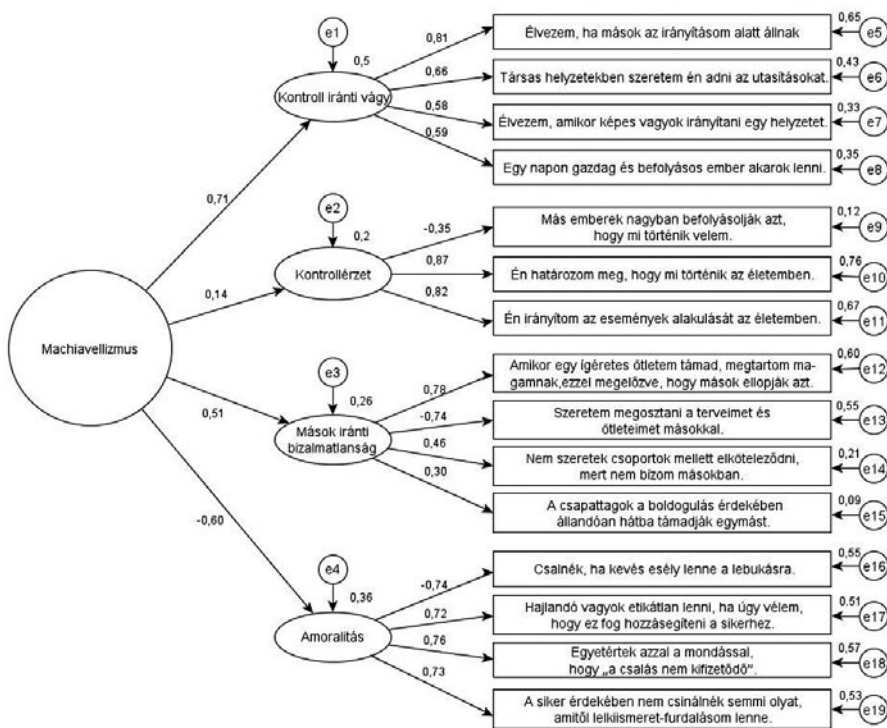 e1
0,5
Kontroll iránti vágy
0,81
0,66
0,58
0,59
Élvezem, ha mások az irányításom alatt állnak
0,65
e5
Társas helyzetekben szeretem én adni az utasításokat.
0,43
e6
Élvezem, amikor képes vagyok irányítani egy helyzetet.
0,33
e7
Egy napon gazdag és befolyásos ember akarok lenni.
0,35
e8
0,71
e2
0,2
Kontrollérzet
-0,35
0,87
0,82
Más emberek nagyban befolyásolják azt,
hogy mi történik velem.
0,12
e9
Én határozom meg, hogy mi történik az életemben.
0,76
e10
Én irányítom az események alakulását az életemben.
0,67
e11
0,14
Machiavellizmus
e3
0,26
Mások iránti
bizalmatlanság
0,78
-0,74
0,46
0,30
Amikor egy ígéretes ötletem támad, megtartom ma-
gamnak,ezzel megelőzve, hogy mások ellopják azt.
0,60
e12
Szeretem megosztani a terveimet és
ötleteimet másokkal.
0,55
e13
Nem szeretek csoportok mellett elköteleződni,
mert nem bízom másokban.
0,21
e14
A csapattagok a boldogulás érdekében
állandóan hátba támadják egymást.
0,09
e15
0,51
-0,60
e4
0,36
Amoralitás
-0,74
0,72
0,76
0,73
Csalnék, ha kevés esély lenne a lebukásra.
0,55
e16
Hajlandó vagyok etikátlan lenni, ha úgy vélem,
hogy ez fog hozzásegíteni a sikerhez.
0,51
e17
Egyetértek azzal a mondással,
hogy „a csalás nem kifizetődő”.
0,57
e18
A siker érdekében nem csinálnék semmi olyat,
amitől lelkiismeret-furdalásom lenne.
0,53
e19